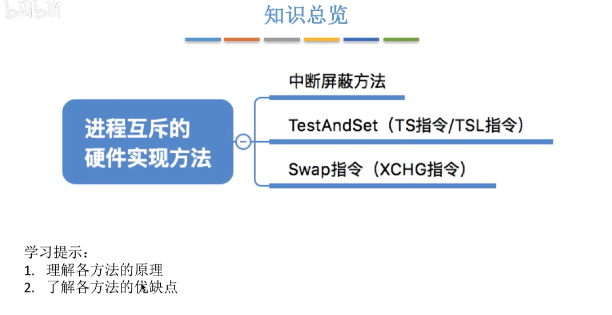 bilibili
知识总览
进程互斥的
硬件实现方法
中断屏蔽方法
TestAndSet（TS指令/TSL指令）
Swap指令（XCHG指令）
学习提示：
1. 理解各方法的原理
2. 了解各方法的优缺点